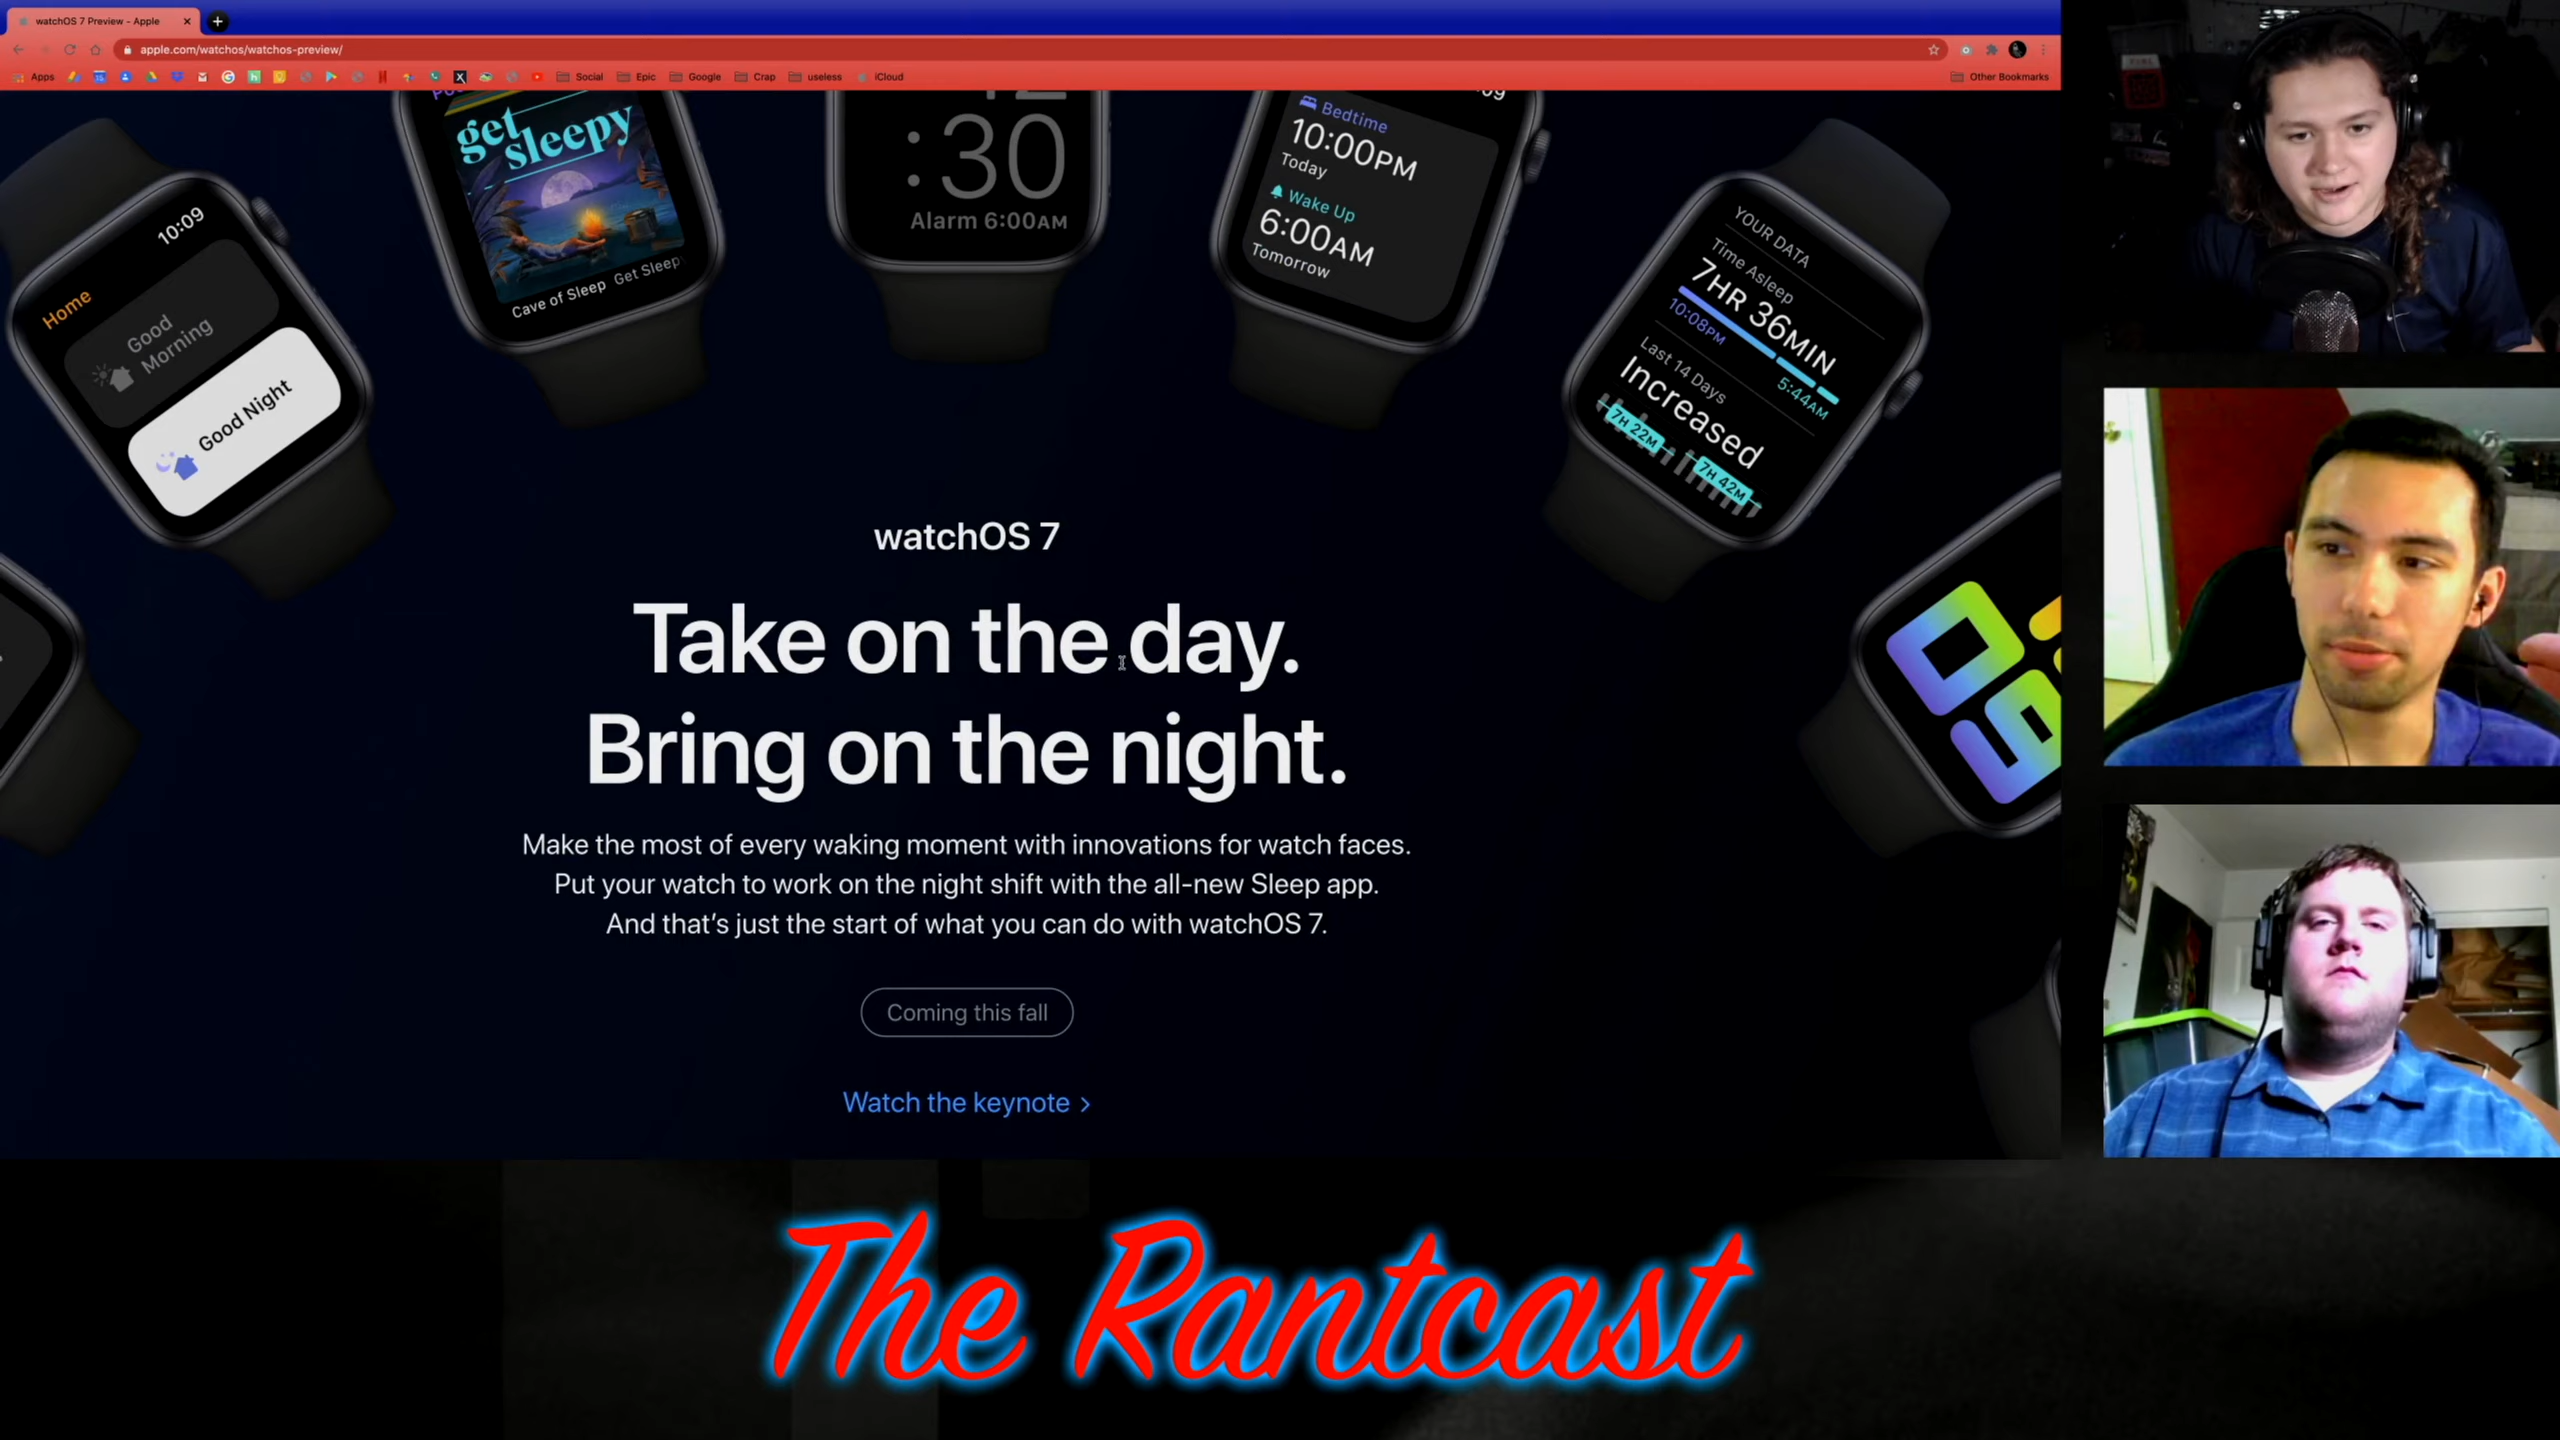 watchOS 7 Preview - Apple
apple.com/watchos/watchos-preview/
Apps
Social
Epic
Google
Crap
useless
iCloud
Other Bookmarks
10:09
Home
Good
Morning
Good Night
get
sleepy
Cave of Sleep Get Sleep
:30
Alarm 6:00AM
Bedtime
10:00PM
Today
Wake Up
6:00AM
Tomorrow
YOUR DATA
Time Asleep
7HR 36MIN
10:08PM
5:44AM
Last 14 Days
Increased
7H 22M
7H 42M
watchOS 7
Take on the day.
Bring on the night.
Make the most of every waking moment with innovations for watch faces.
Put your watch to work on the night shift with the all-new Sleep app.
And that's just the start of what you can do with watchOS 7.
Coming this fall
Watch the keynote >
The Rantcast